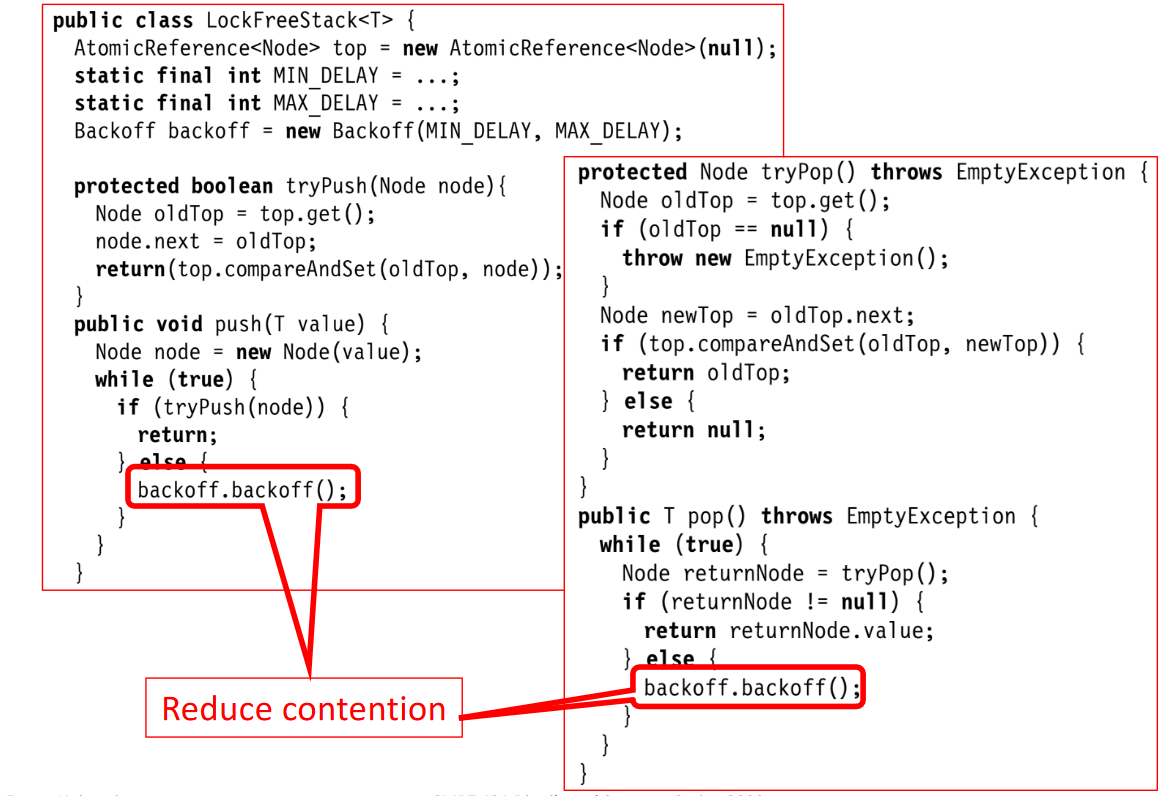 public class LockFreeStack<T> {
  AtomicReference<Node> top = new AtomicReference<Node>(null);
  static final int MIN_DELAY = ...;
  static final int MAX_DELAY = ...;
  Backoff backoff = new Backoff(MIN_DELAY, MAX_DELAY);
  protected boolean tryPush(Node node){
    Node oldTop = top.get();
    node.next = oldTop;
    return(top.compareAndSet(oldTop, node));
  }
  public void push(T value) {
    Node node = new Node(value);
    while (true) {
      if (tryPush(node)) {
        return;
      } else {
        backoff.backoff();
      }
    }
  }
protected Node tryPop() throws EmptyException {
  Node oldTop = top.get();
  if (oldTop == null) {
    throw new EmptyException();
  }
  Node newTop = oldTop.next;
  if (top.compareAndSet(oldTop, newTop)) {
    return oldTop;
  } else {
    return null;
  }
}
public T pop() throws EmptyException {
  while (true) {
    Node returnNode = tryPop();
    if (returnNode != null) {
      return returnNode.value;
    } else {
      backoff.backoff();
    }
  }
}
Reduce contention